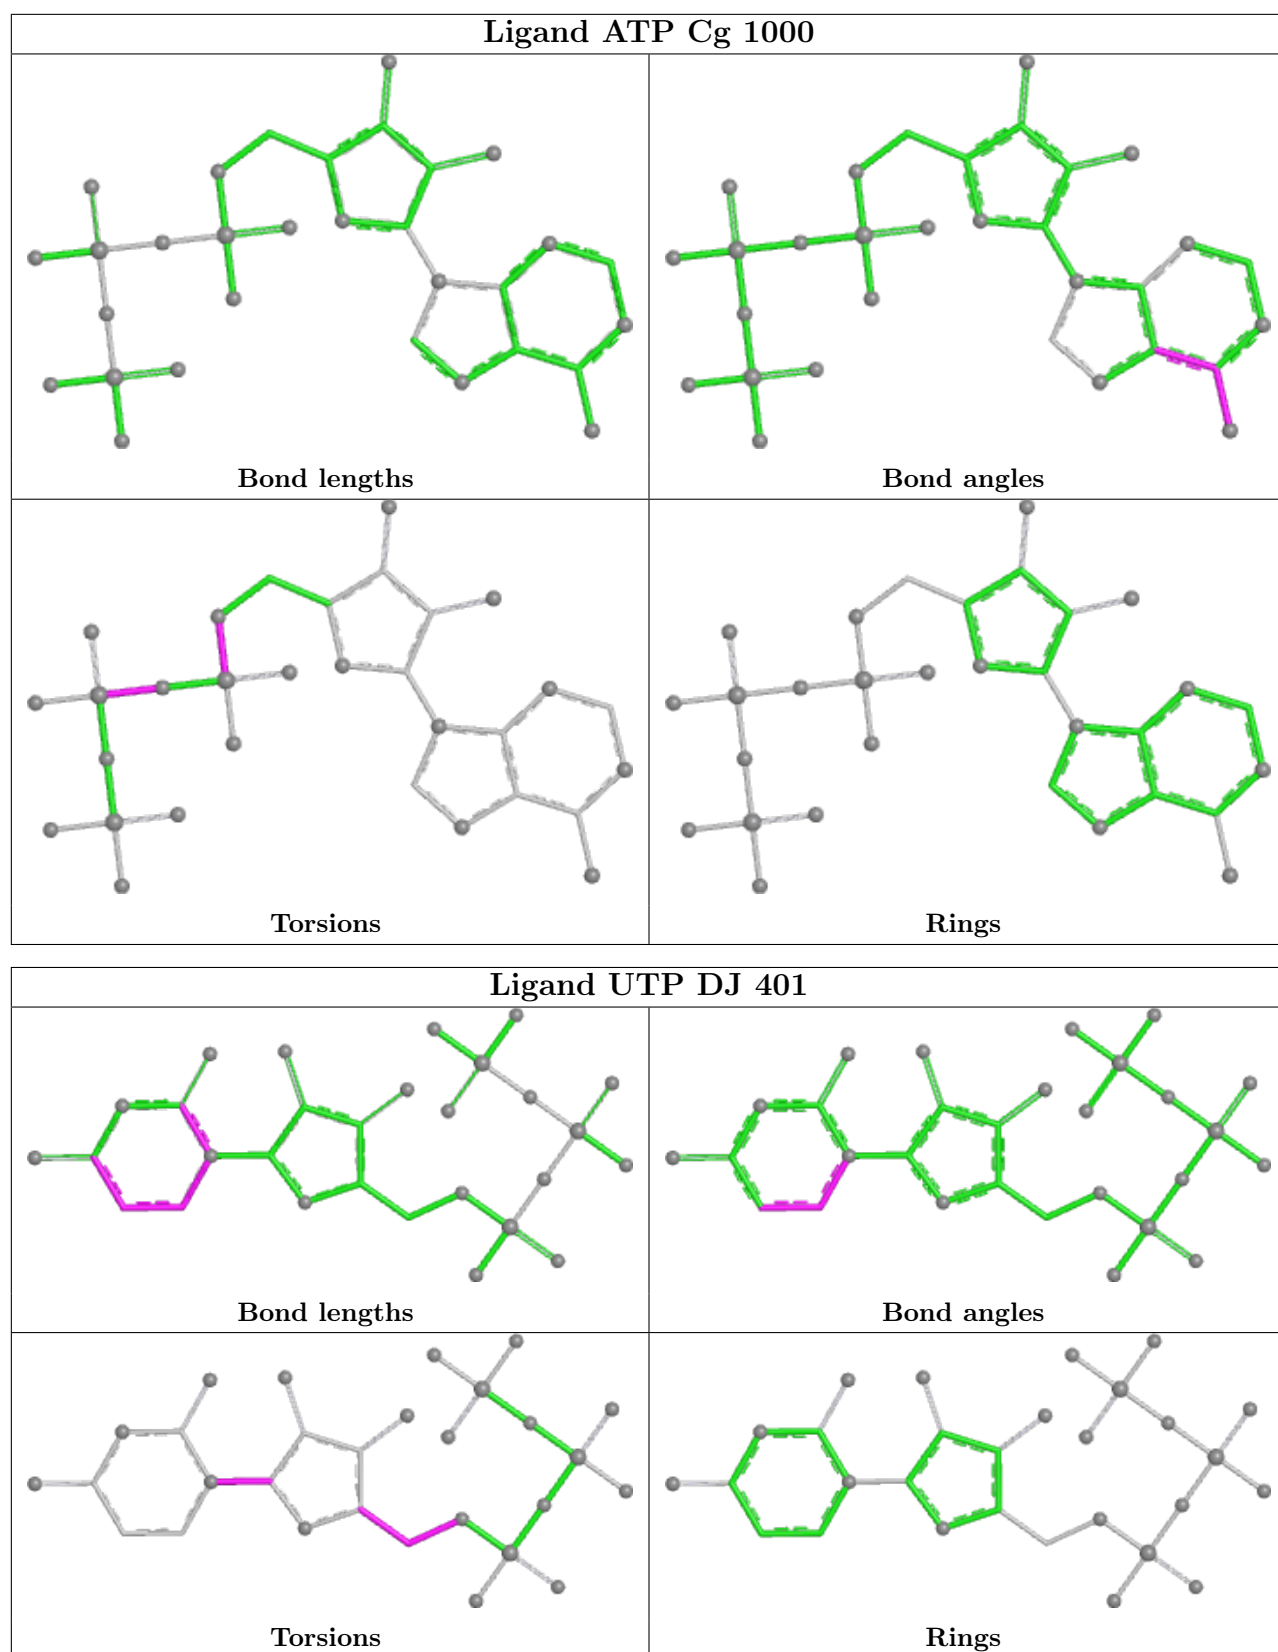 Ligand ATP Cg 1000
Bond lengths
Bond angles
Torsions
Rings
Ligand UTP DJ 401
Bond lengths
Bond angles
Torsions
Rings